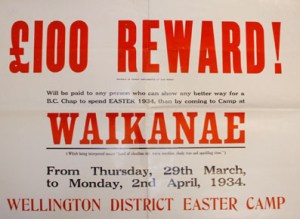 £100 REWARD!
Will be paid to any person who can show any better way for a
B.C. Chap to spend EASTER 1934, than by coming to Camp at
WAIKANAE
From Thursday, 29th March,
to Monday, 2nd April, 1934.
WELLINGTON DISTRICT EASTER CAMP